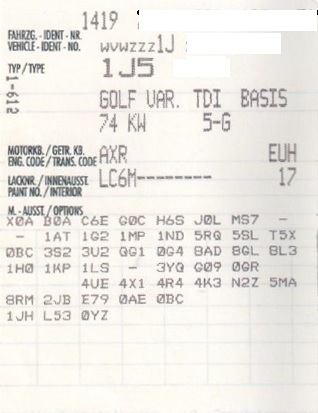 1419
FAHRZG. - IDENT - NR.
VEHICLE - IDENT - NO. WVWZZZ1J
TYP / TYPE 1J5
1-612
GOLF VAR. TDI BASIS
74 KW 5-G
MOTORKB. / GETR. KB.
ENG. CODE / TRANS. CODE AXR EUH
LACKNR. / INNENAUSST. LC6M-------- 17
PAINT NO. / INTERIOR
M. - AUSST. / OPTIONS
X0A B0A C6E G0C H6S J0L MS7 -
- 1AT 1G2 1MP 1ND 5RQ 5SL T5X
0BC 3S2 3U2 QG1 0G4 8AD 8GL 8L3
1H0 1KP 1LS - 3YQ G09 0GR
4UE 4X1 4R4 4K3 N2Z 5MA
8RM 2JB E79 0AE 0BC
1JH L53 0YZ